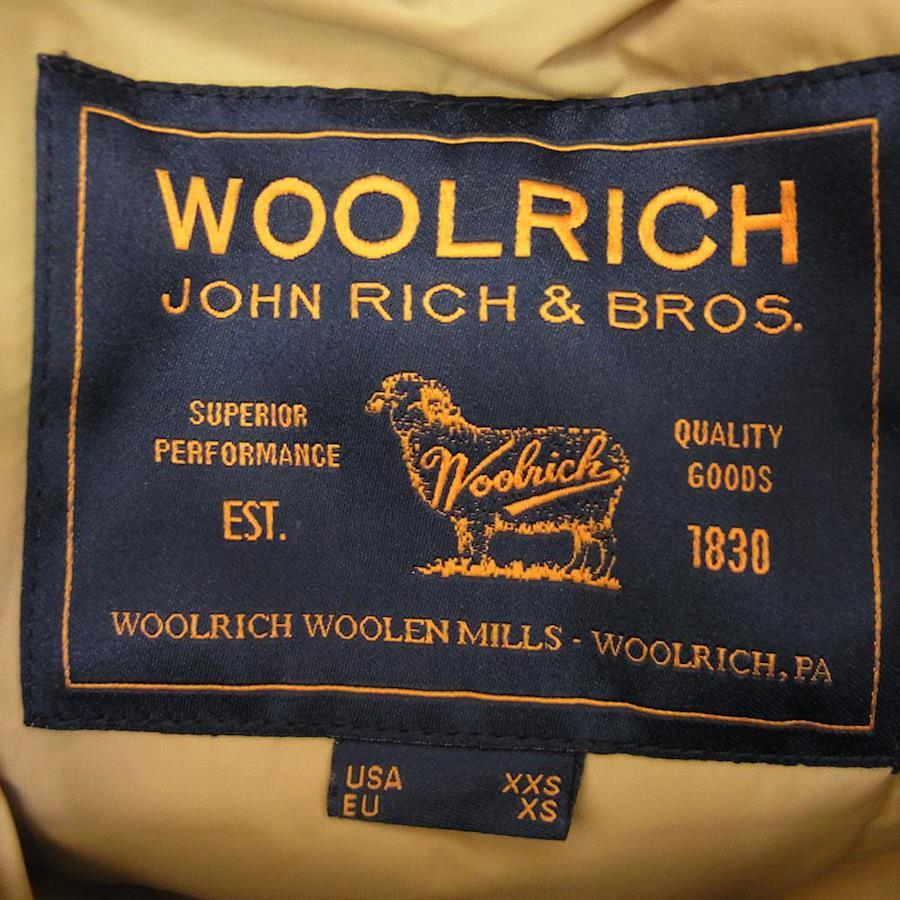 WOOLRICH
JOHN RICH & BROS.
SUPERIOR
PERFORMANCE
EST.
Woolrich
QUALITY
GOODS
1830
WOOLRICH WOOLEN MILLS - WOOLRICH, PA
USA XXS
EU XS